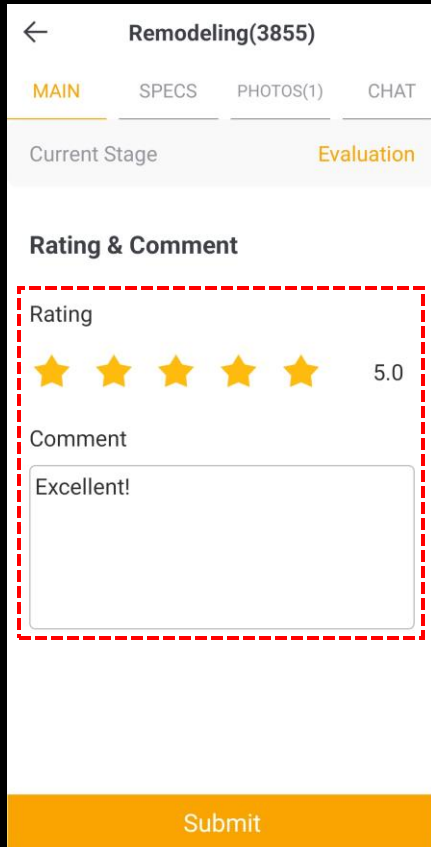 Remodeling(3855)
MAIN SPECS PHOTOS(1) CHAT
Current Stage Evaluation
Rating & Comment
Rating
5.0
Comment
Excellent!
Submit